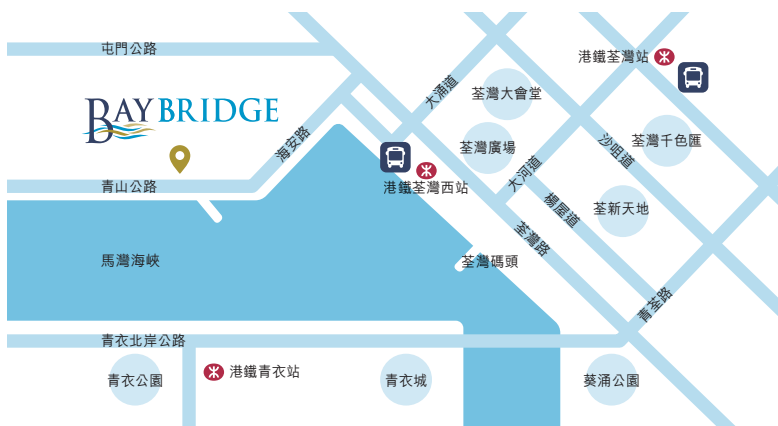 屯門公路
港鐵荃灣站
大涌道
荃灣大會堂
BAYBRIDGE
海安路
荃灣廣場
沙咀道
荃灣千色匯
青山公路
港鐵荃灣西站
大河道
楊屋道
荃新天地
荃灣路
馬灣海峽
荃灣碼頭
青荃路
青衣北岸公路
青衣公園
港鐵青衣站
青衣城
葵涌公園